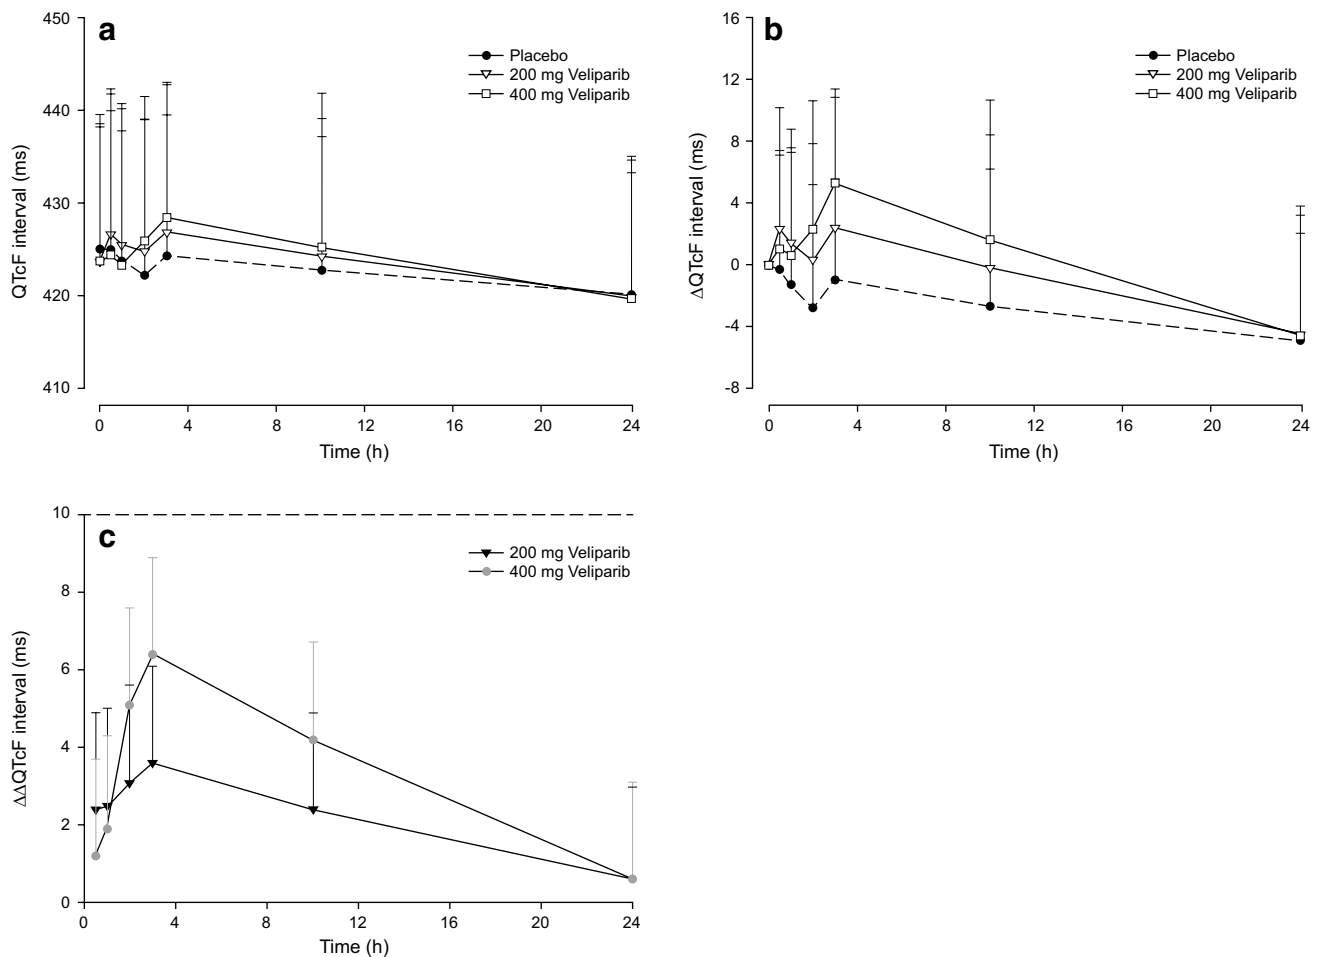 a
450
440
430
420
410
QTcF interval (ms)
Placebo
200 mg Veliparib
400 mg Veliparib
0 4 8 12 16 20 24
Time (h)
b
16
12
8
4
0
-4
-8
ΔQTcF interval (ms)
Placebo
200 mg Veliparib
400 mg Veliparib
0 4 8 12 16 20 24
Time (h)
c
10
8
6
4
2
0
ΔΔQTcF interval (ms)
200 mg Veliparib
400 mg Veliparib
0 4 8 12 16 20 24
Time (h)